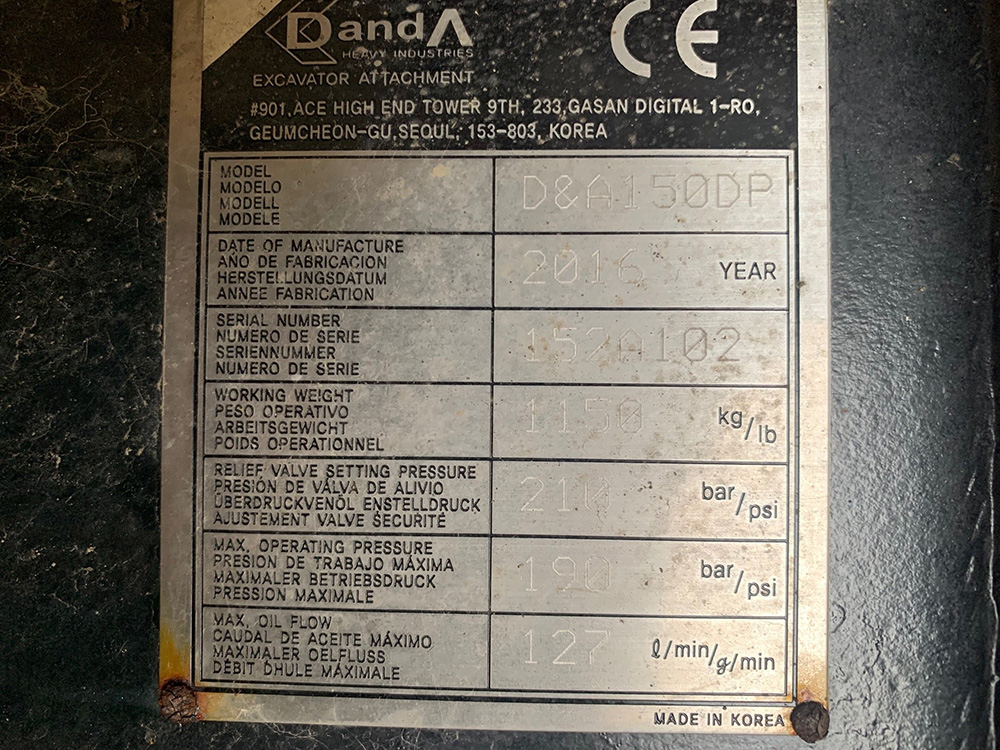 DandA
HEAVY INDUSTRIES
CE
EXCAVATOR ATTACHMENT
#901,ACE HIGH END TOWER 9TH, 233,GASAN DIGITAL 1-RO,
GEUMCHEON-GU,SEOUL, 153-803, KOREA
MODEL
MODELO
MODELL
MODELE
D&A150DP
DATE OF MANUFACTURE
AÑO DE FABRICACION
HERSTELLUNGSDATUM
ANNEE FABRICATION
2016 YEAR
SERIAL NUMBER
NUMERO DE SERIE
SERIENNUMMER
NUMERO DE SERIE
152A102
WORKING WEIGHT
PESO OPERATIVO
ARBEITSGEWICHT
POIDS OPERATIONNEL
1150 kg/lb
RELIEF VALVE SETTING PRESSURE
PRESIÓN DE VÁLVA DE ALIVIO
ÜBERDRUCKVENÖL ENSTELLDRUCK
AJUSTEMENT VALVE SÉCURITÉ
210 bar/psi
MAX, OPERATING PRESSURE
PRESION DE TRABAJO MÁXIMA
MAXIMALER BETRIEBSDRUCK
PRESSION MAXIMALE
190 bar/psi
MAX, OIL FLOW
CAUDAL DE ACEITE MÁXIMO
MAXIMALER OELFLUSS
DÉBIT DHULE MAXIMALE
127 ℓ/min/g/min
MADE IN KOREA